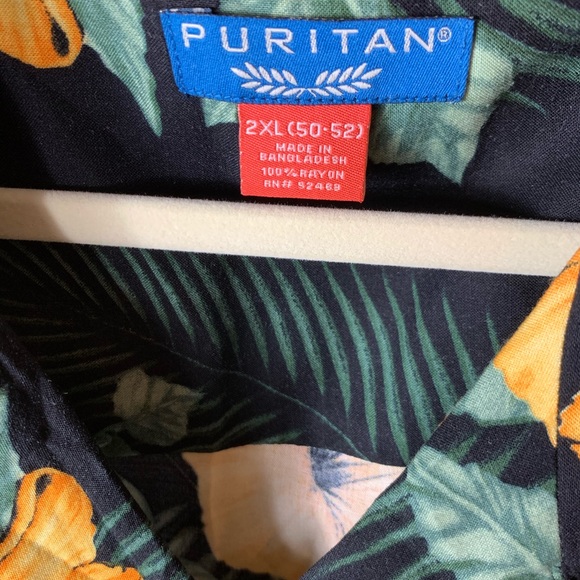 PURITAN®
2XL(50-52)
MADE IN
BANGLADESH
100% RAYON
RN# 52469